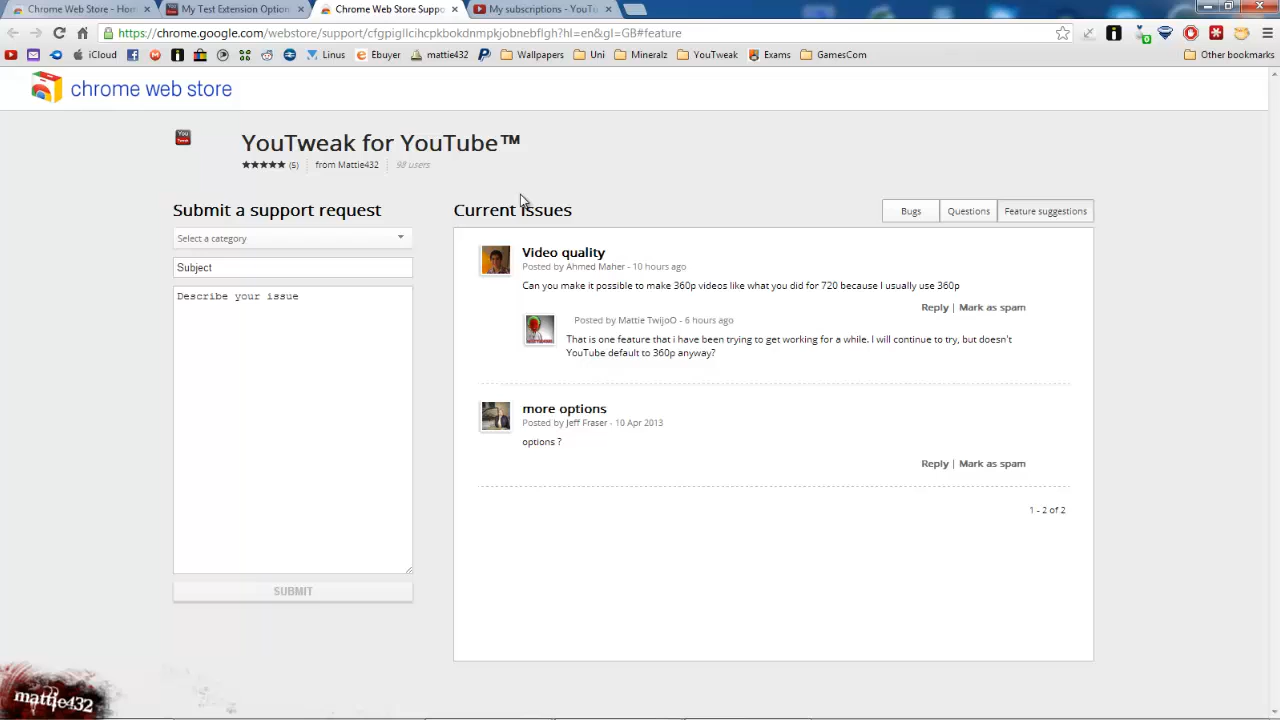 Chrome Web Store - Hom
My Test Extension Option
Chrome Web Store Suppo
My subscriptions - YouTu
https://chrome.google.com/webstore/support/
?hl=en&gl=GB#feature
iCloud
Linus
Ebuyer
mattie432
Wallpapers
Uni
Mineralz
YouTweak
Exams
GamesCom
Other bookmarks
chrome web store
You
YouTweak for YouTube™
★★★★★ (5)
from Mattie432
98 users
Submit a support request
Current issues
Bugs
Questions
Feature suggestions
Select a category
Subject
Describe your issue
SUBMIT
Video quality
Posted by Ahmed Maher - 10 hours ago
Can you make it possible to make 360p videos like what you did for 720 because I usually use 360p
Reply | Mark as spam
Posted by Mattie TwijoO - 6 hours ago
That is one feature that i have been trying to get working for a while. I will continue to try, but doesn't
YouTube default to 360p anyway?
more options
Posted by Jeff Fraser - 10 Apr 2013
options ?
Reply | Mark as spam
1 - 2 of 2
mattie432